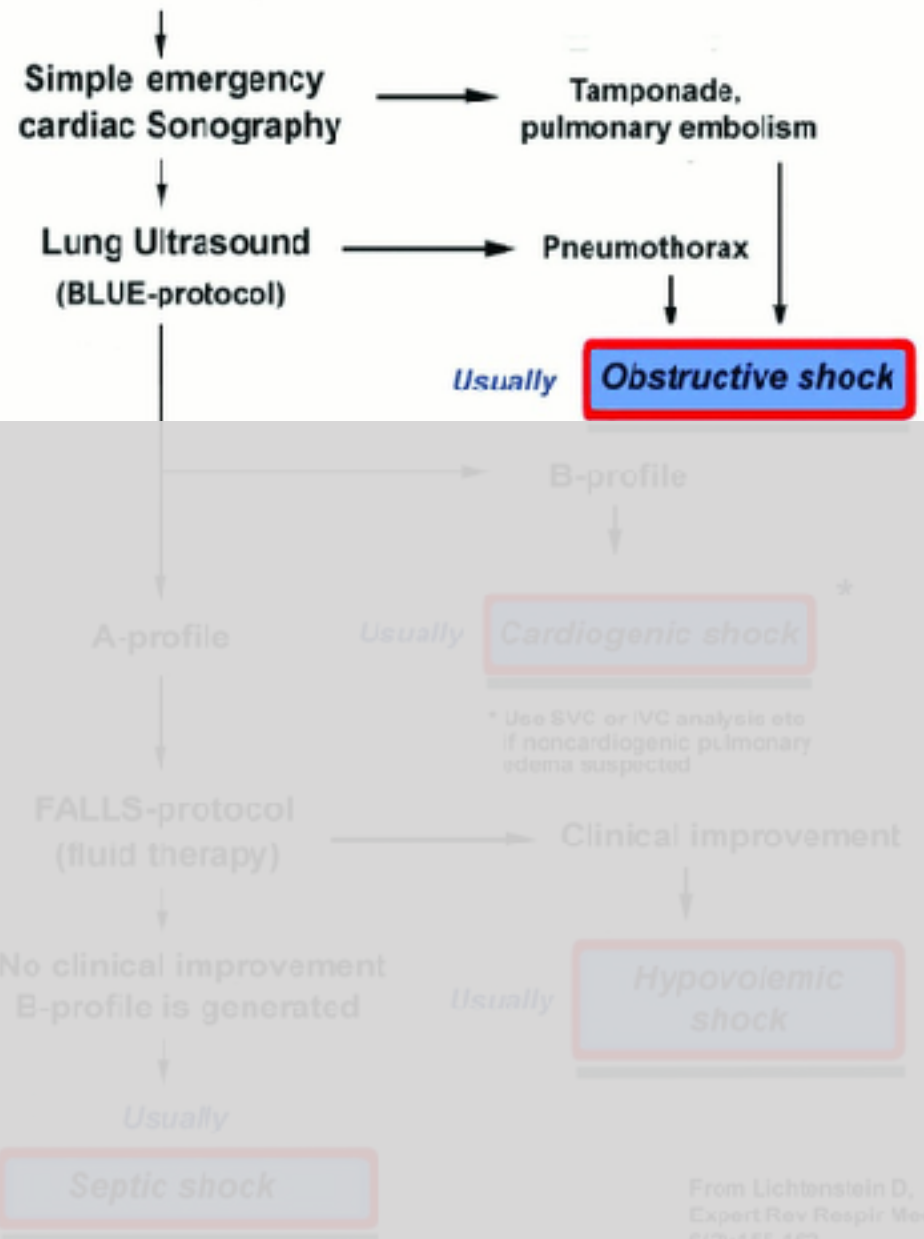 Simple emergency
cardiac Sonography
Tamponade,
pulmonary embolism
Lung Ultrasound
(BLUE-protocol)
Pneumothorax
Usually
Obstructive shock
B-profile
A-profile
Usually
Cardiogenic shock
*
* Use SVC or IVC analysis etc
if noncardiogenic pulmonary
edema suspected
FALLS-protocol
(fluid therapy)
Clinical improvement
No clinical improvement
B-profile is generated
Usually
Hypovolemic
shock
Usually
Septic shock
From Lichtenstein D,
Expert Rev Respir Me